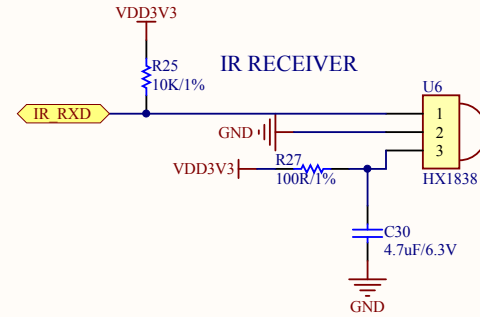 VDD3V3
R25
10K/1%
IR RECEIVER
U6
IR_RXD
1
GND
2
VDD3V3
R27
100R/1%
3
HX1838
C30
4.7uF/6.3V
GND